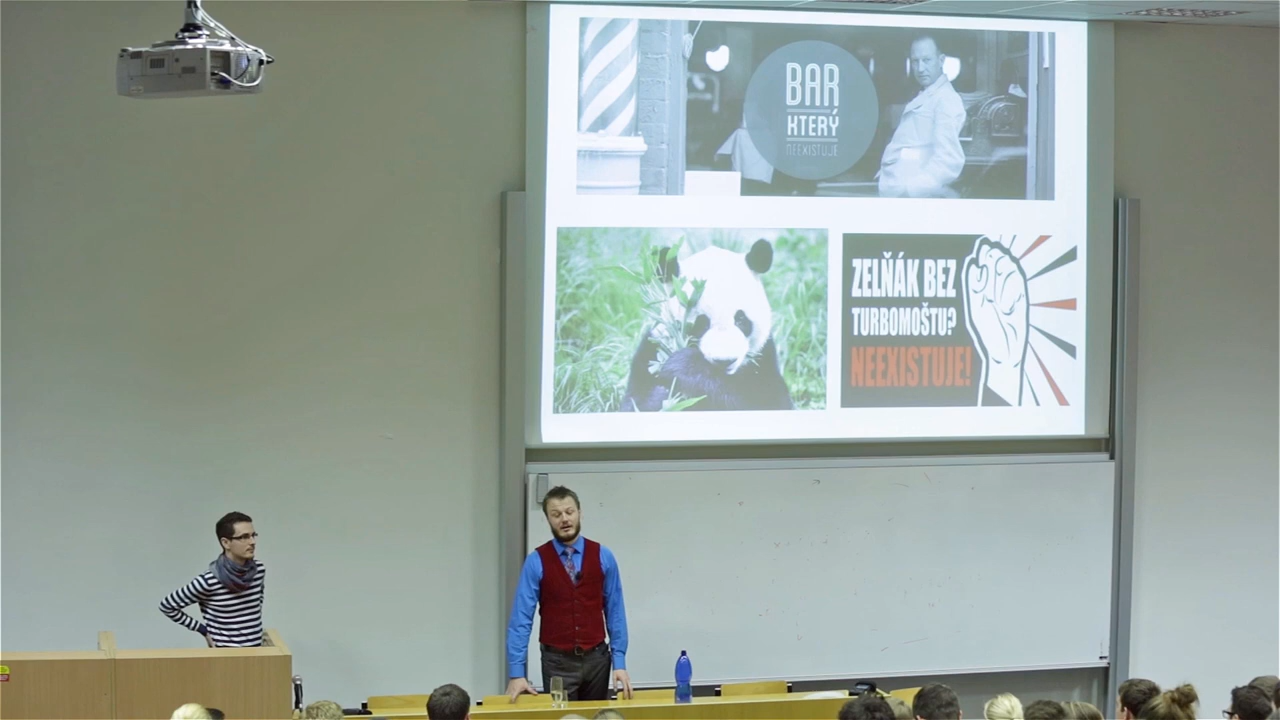 BAR
KTERÝ
NEEXISTUJE
ZELŇÁK BEZ
TURBOMOŠTU?
NEEXISTUJE!